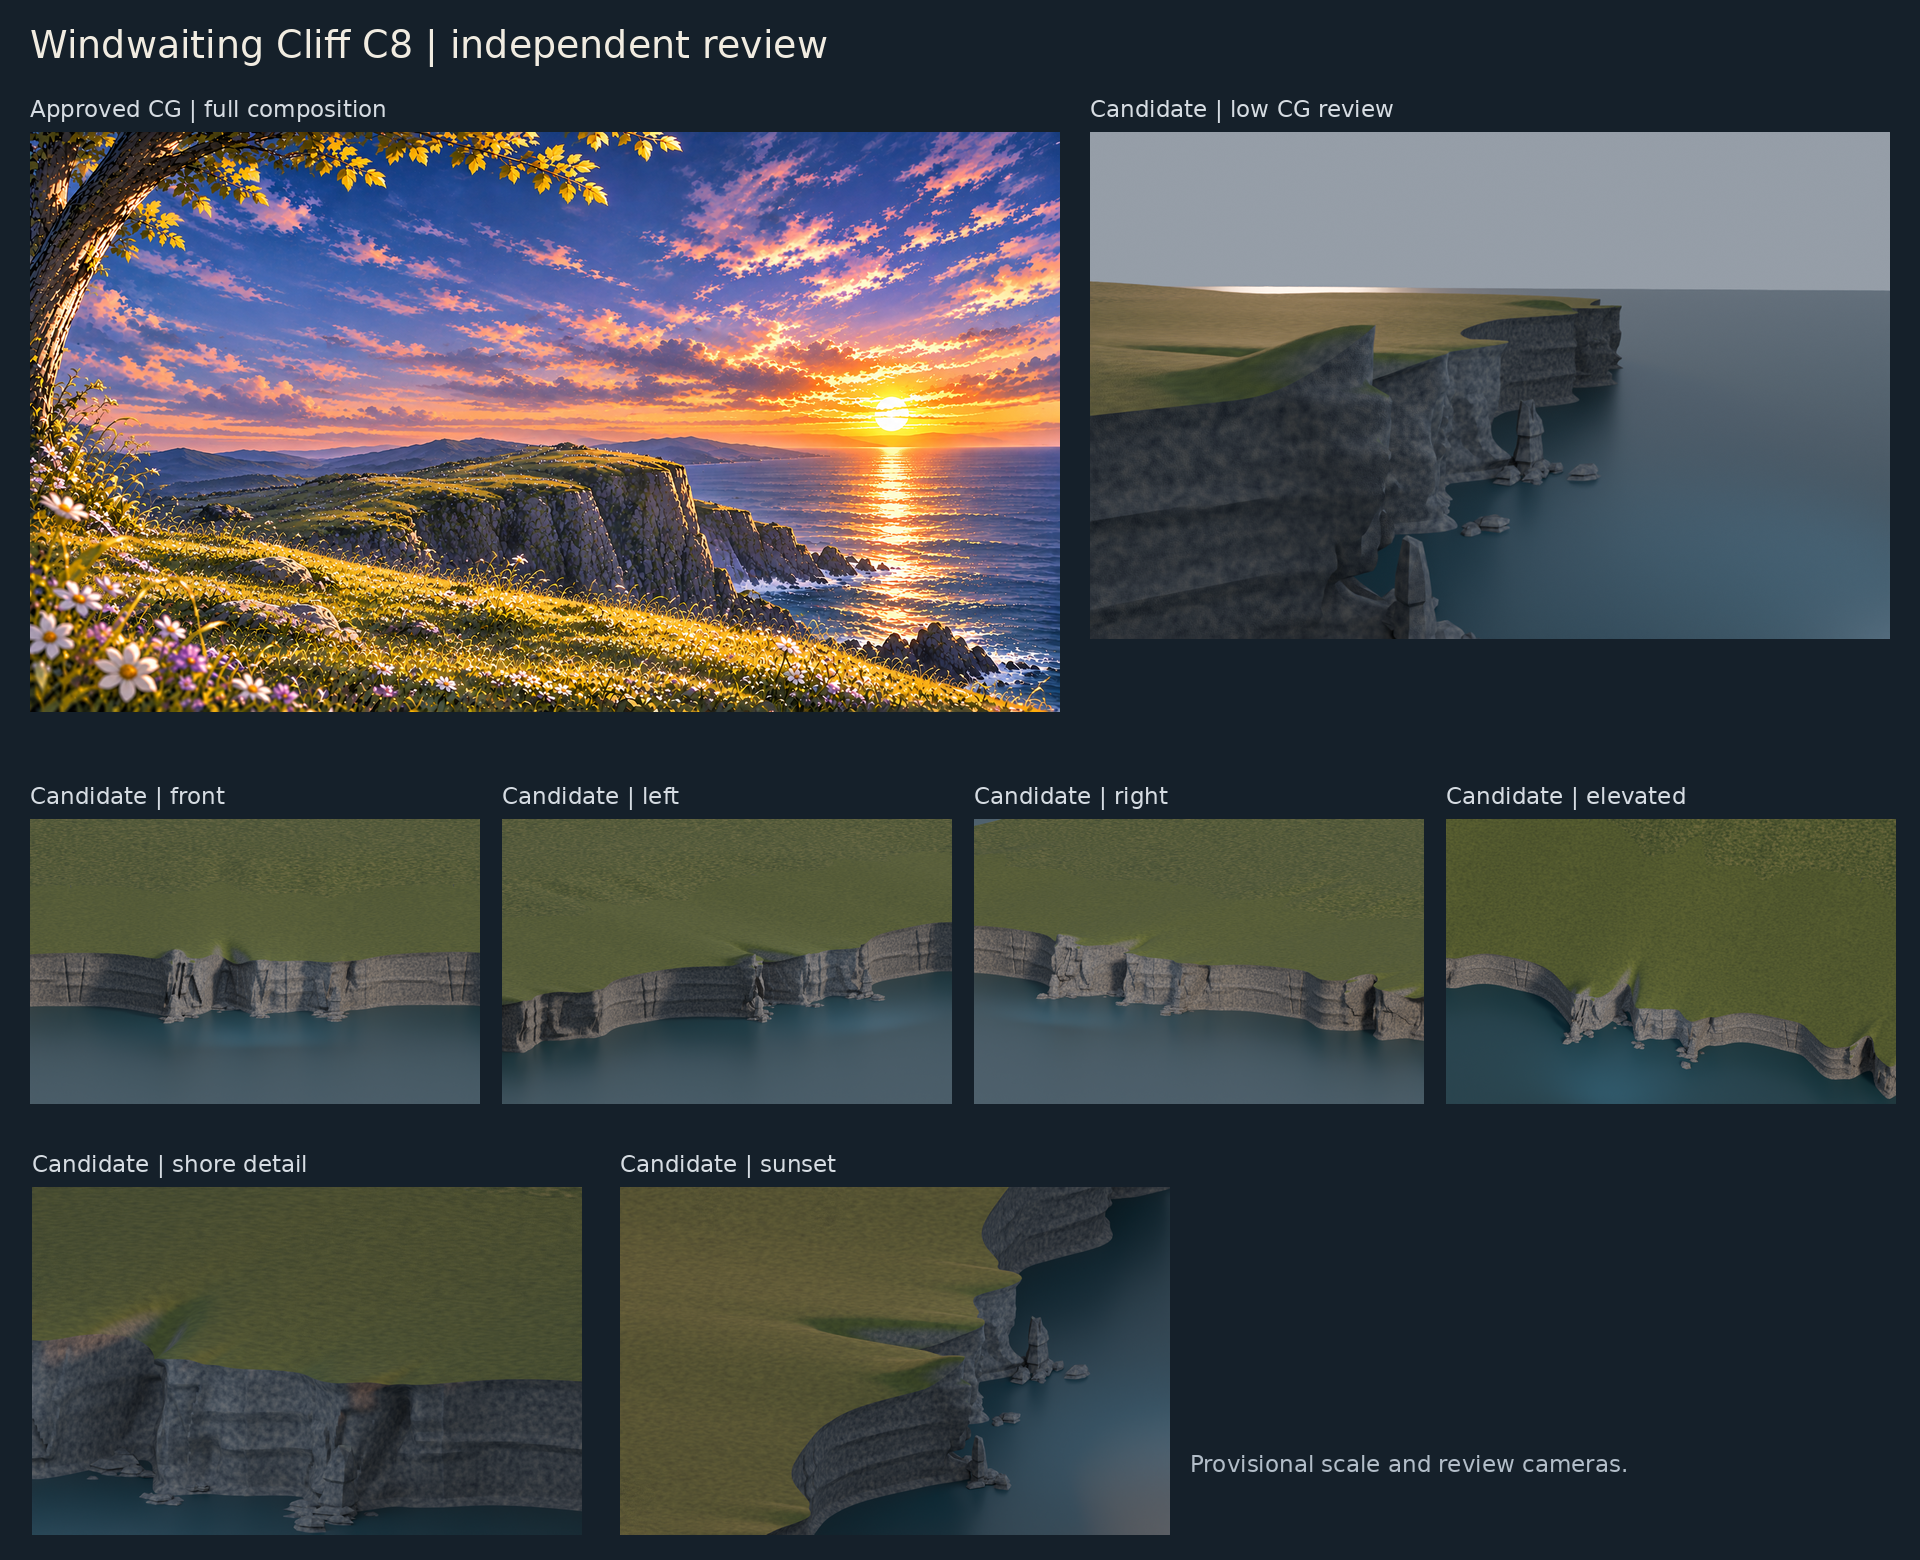 Windwaiting Cliff C8 | independent review
Approved CG | full composition
Candidate | low CG review
Candidate | front
Candidate | left
Candidate | right
Candidate | elevated
Candidate | shore detail
Candidate | sunset
Provisional scale and review cameras.